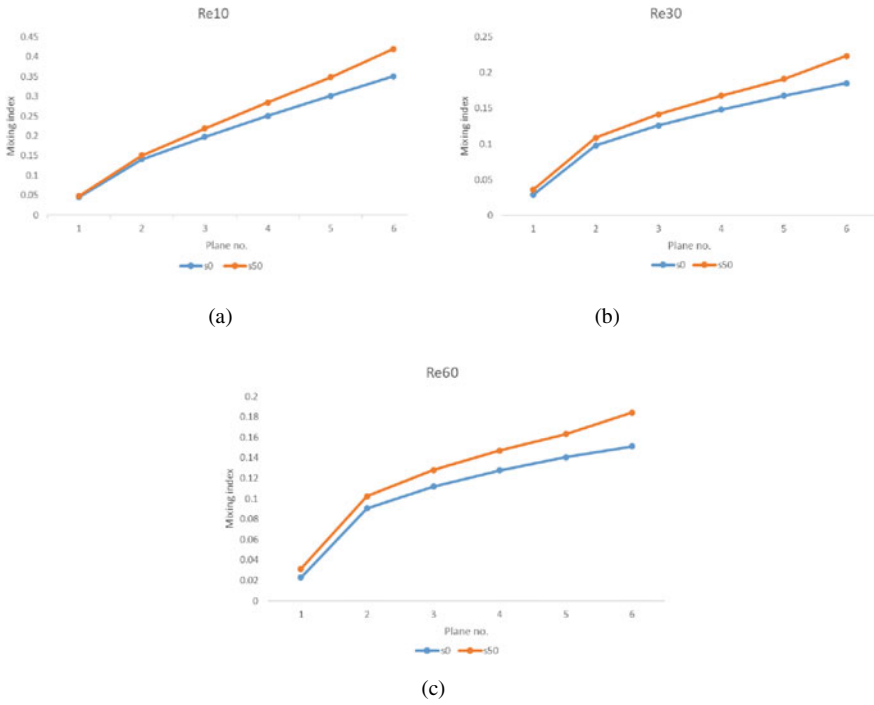 Re10
0.45
0.4
0.35
0.3
0.25
0.2
0.15
0.1
0.05
0
Mixing index
1 2 3 4 5 6
Plane no.
s0 s50
(a)
Re30
0.25
0.2
0.15
0.1
0.05
0
Mixing index
1 2 3 4 5 6
Plane no.
s0 s50
(b)
Re60
0.2
0.18
0.16
0.14
0.12
0.1
0.08
0.06
0.04
0.02
0
Mixing index
1 2 3 4 5 6
Plane no.
s0 s50
(c)